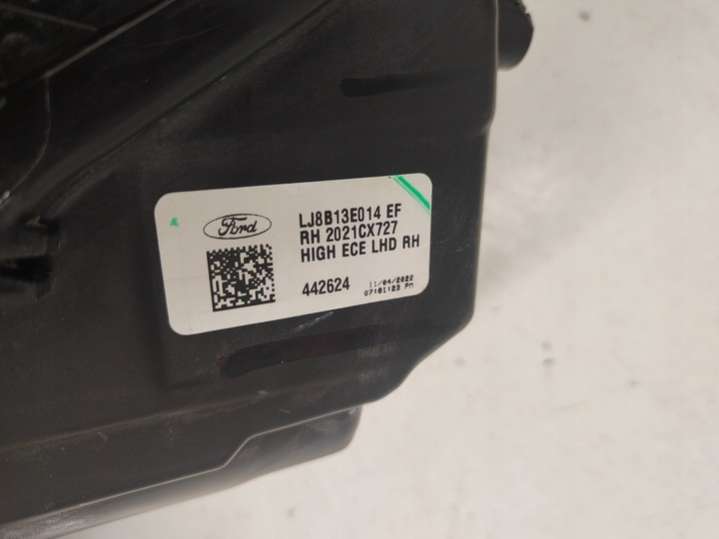 Ford
LJ8B13E014 EF
RH 2021CX727
HIGH ECE LHD RH
442624
11/04/2022
07:01:23 PM